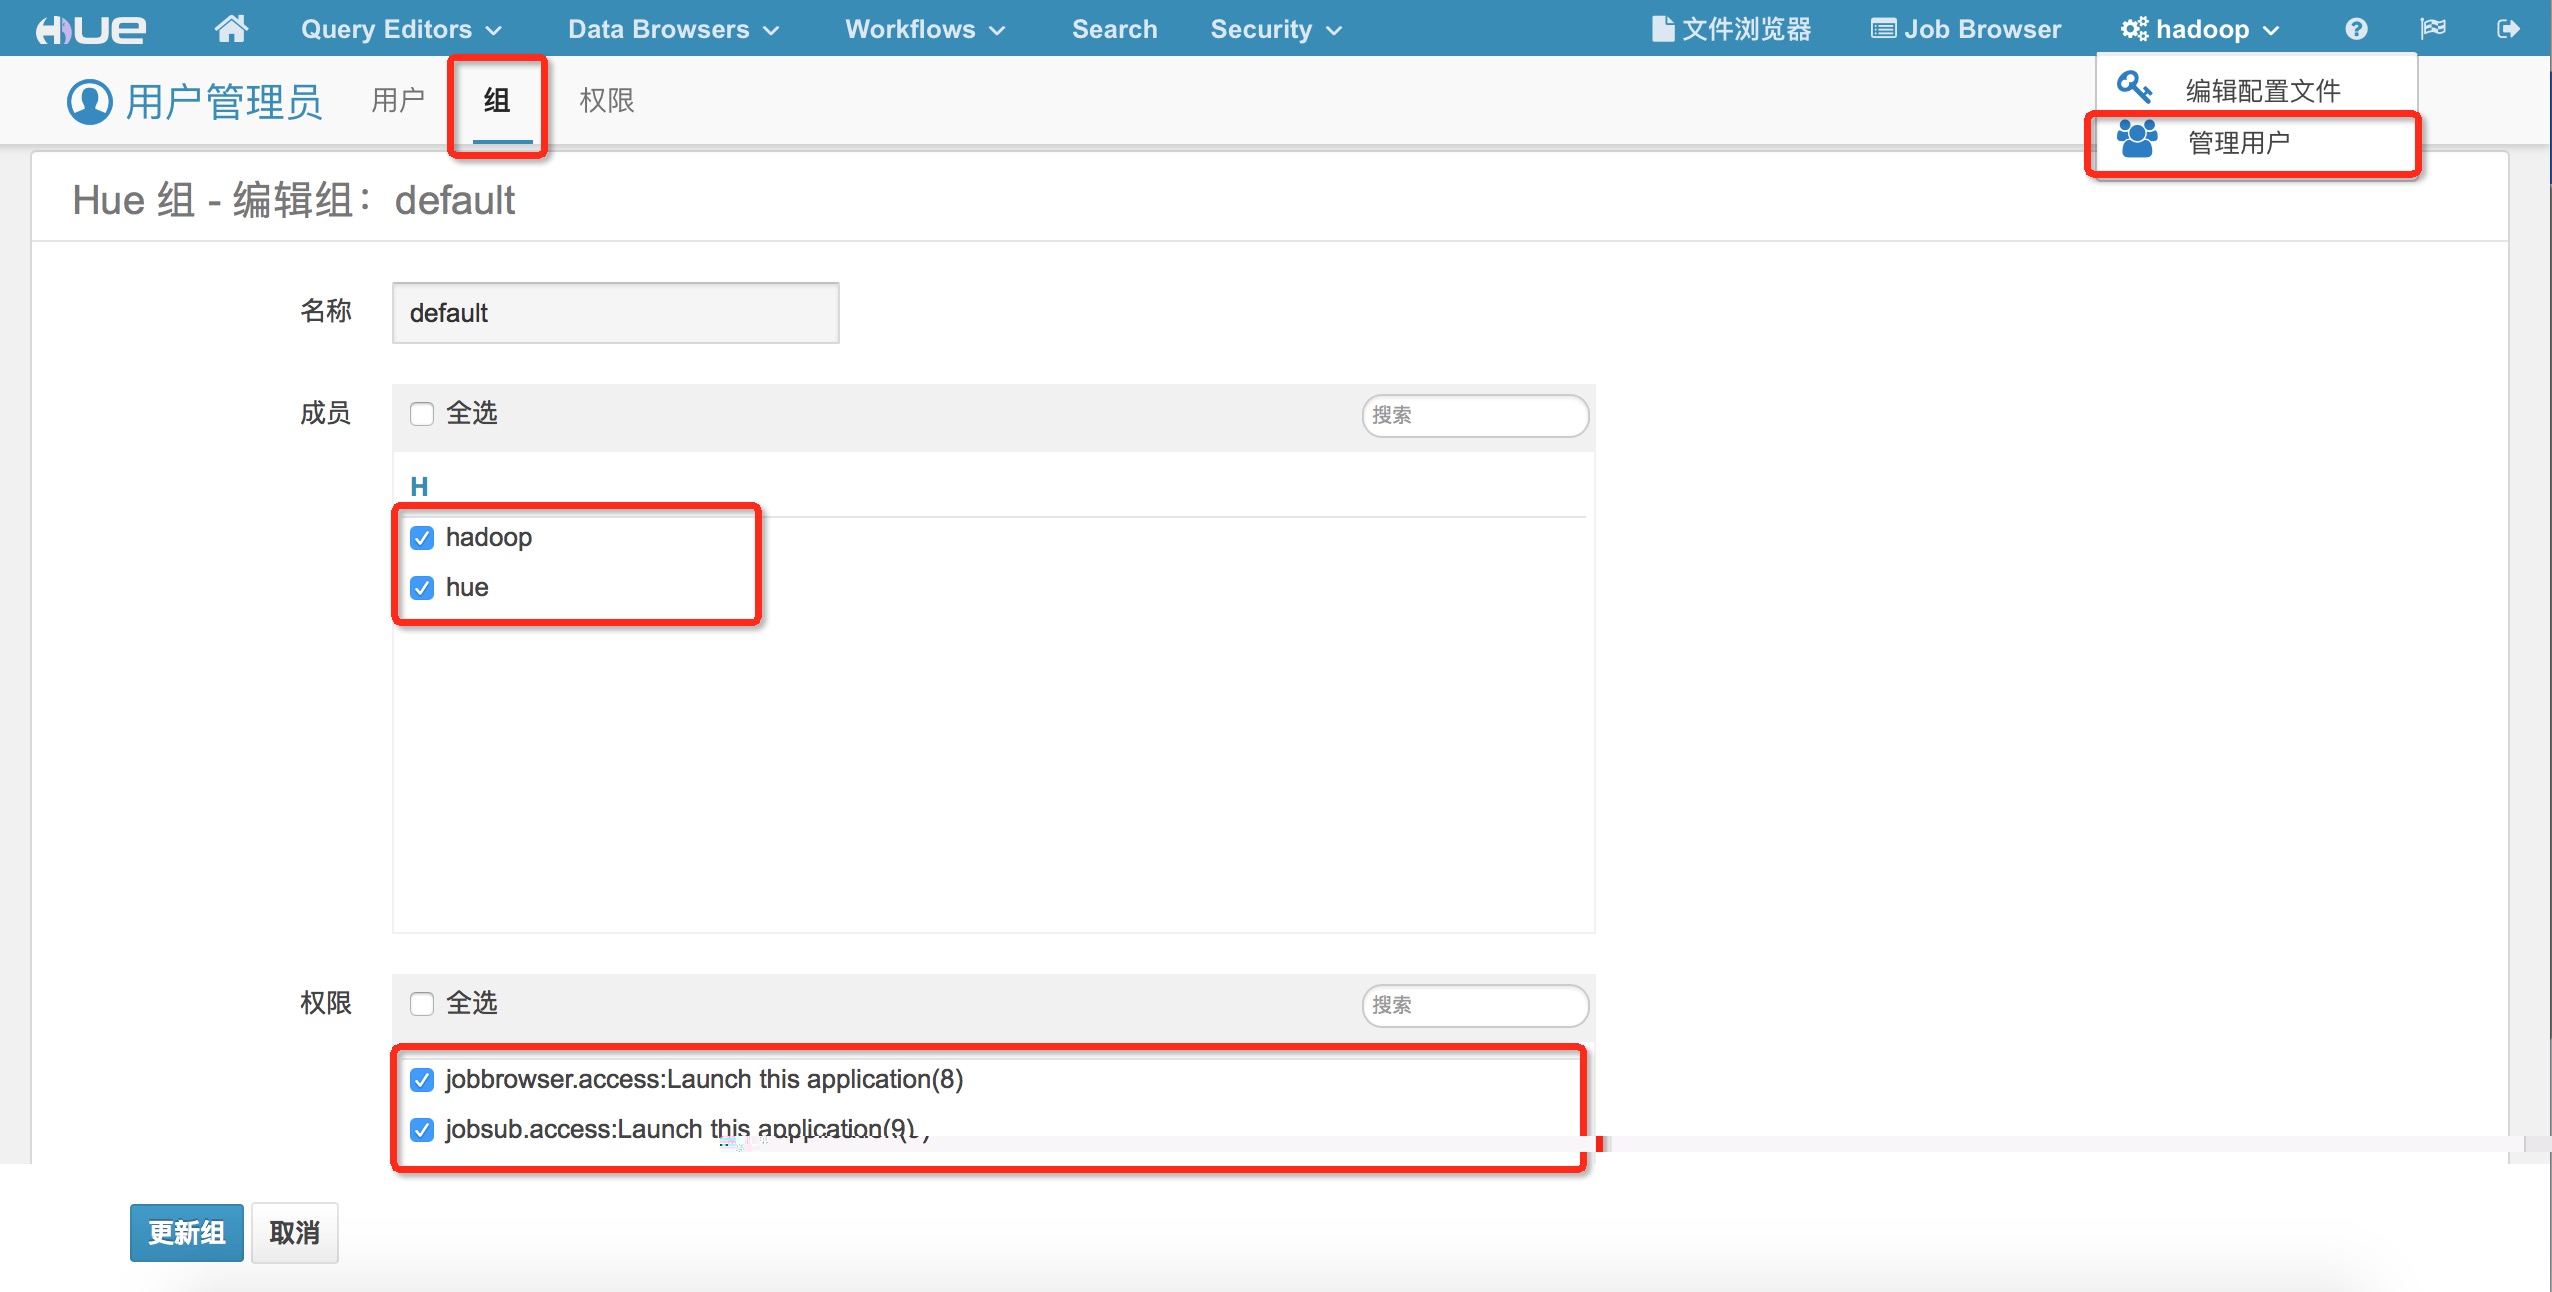 HUE Query Editors Data Browsers Workflows Search Security 文件浏览器 Job Browser hadoop
编辑配置文件
管理用户
用户管理员 用户 组 权限
Hue 组 - 编辑组： default
名称 default
成员 全选 搜索
H
hadoop
hue
权限 全选 搜索
jobbrowser.access:Launch this application(8)
jobsub.access:Launch this application(9)
更新组 取消